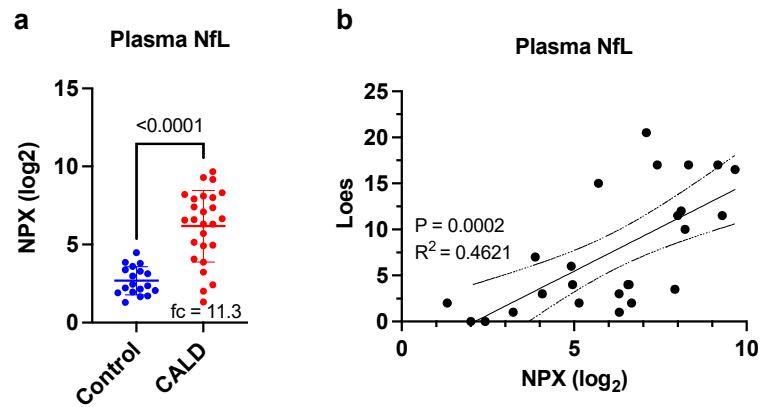 a
Plasma NfL
15
10
5
0
NPX (log2)
<0.0001
fc = 11.3
Control
CALD
b
Plasma NfL
25
20
15
10
5
0
Loes
P = 0.0002
R² = 0.4621
0
5
10
NPX (log₂)